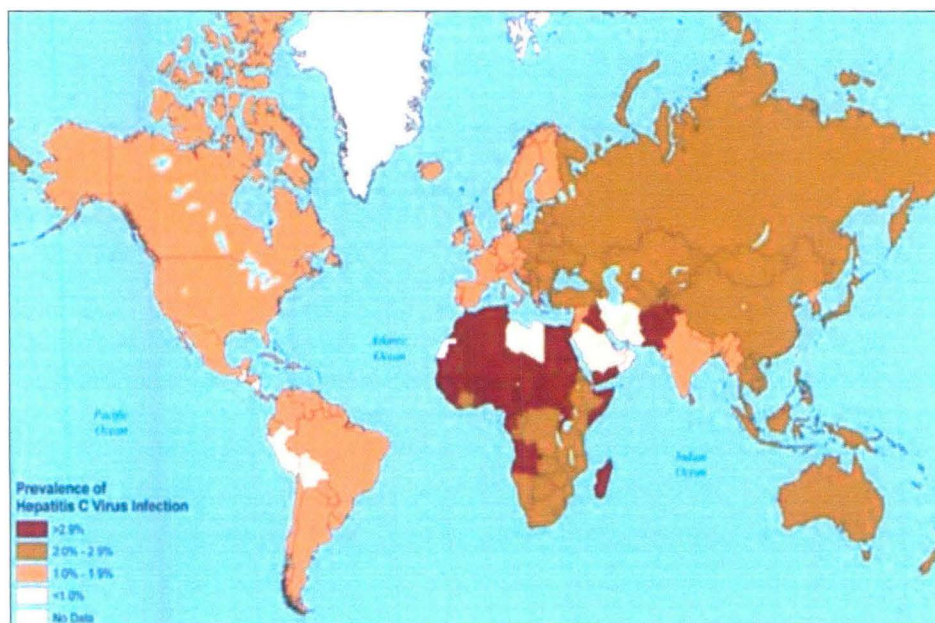 Atlantic
Ocean
Pacific
Ocean
Indian
Ocean
Prevalence of
Hepatitis C Virus Infection
>2.9%
2.0% - 2.9%
1.0% - 1.9%
<1.0%
No Data